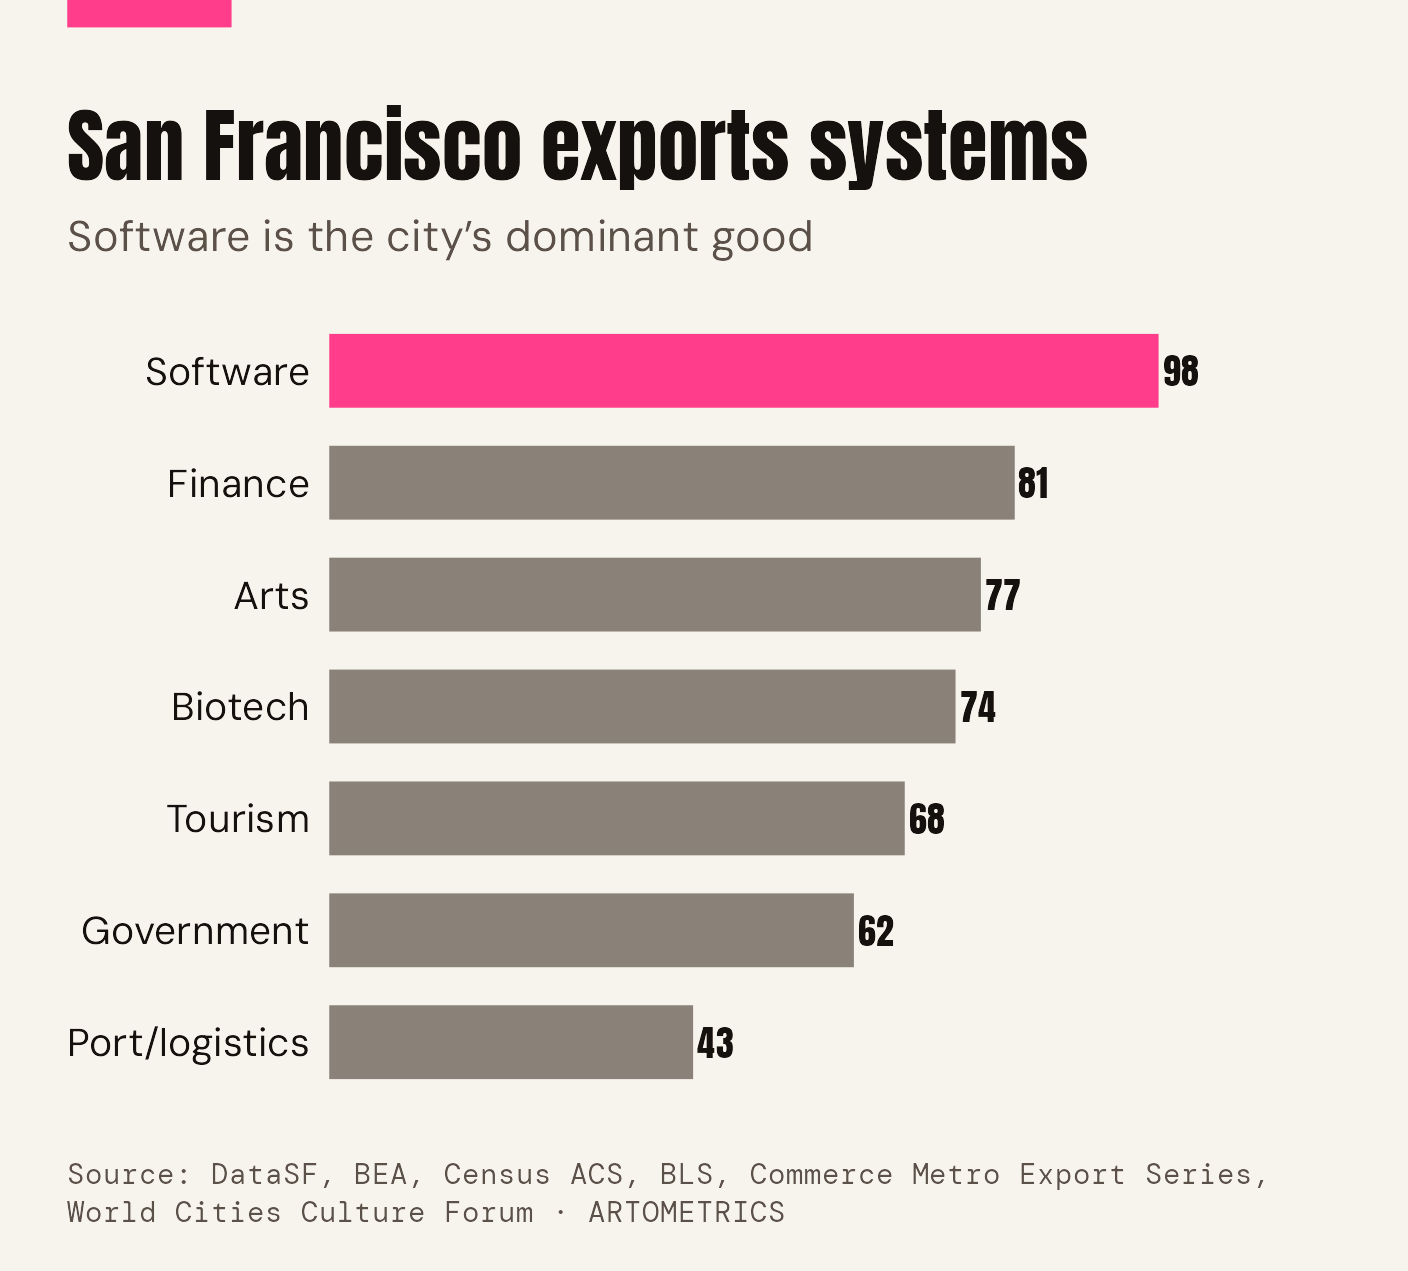 San Francisco exports systems
Software is the city’s dominant good
Software 98
Finance 81
Arts 77
Biotech 74
Tourism 68
Government 62
Port/logistics 43
Source: DataSF, BEA, Census ACS, BLS, Commerce Metro Export Series,
World Cities Culture Forum · ARTOMETRICS